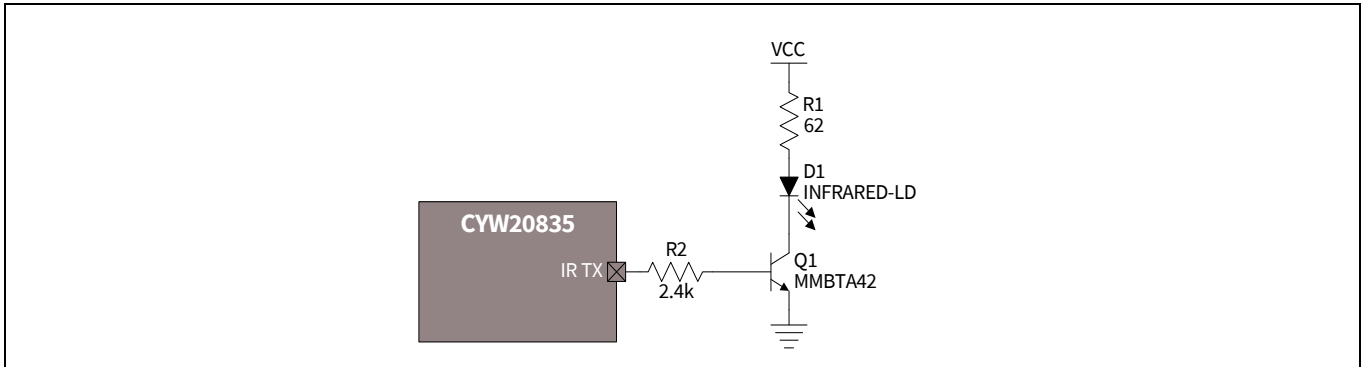 VCC
R1
62
D1
INFRARED-LD
CYW20835
R2
IR TX
2.4k
Q1
MMBTA42